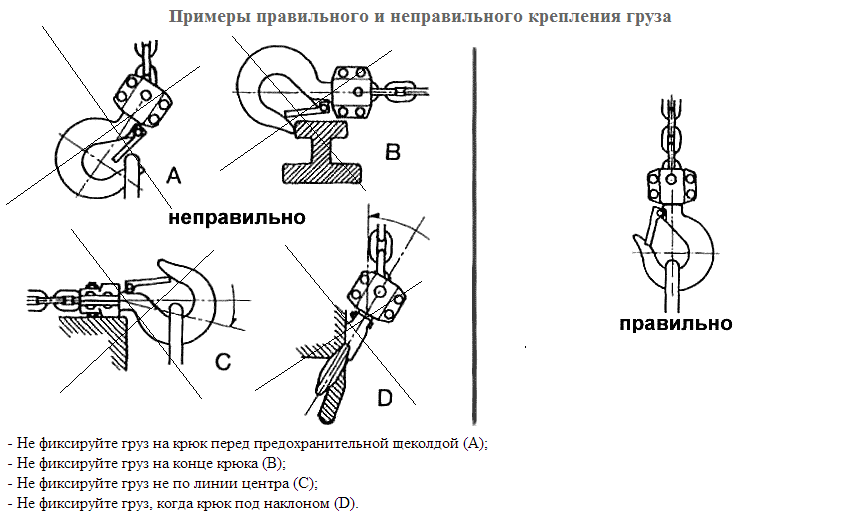 Примеры правильного и неправильного крепления груза
A
B
неправильно
C
D
правильно
- Не фиксируйте груз на крюк перед предохранительной щеколдой (А);
- Не фиксируйте груз на конце крюка (В);
- Не фиксируйте груз не по линии центра (С);
- Не фиксируйте груз, когда крюк под наклоном (D).